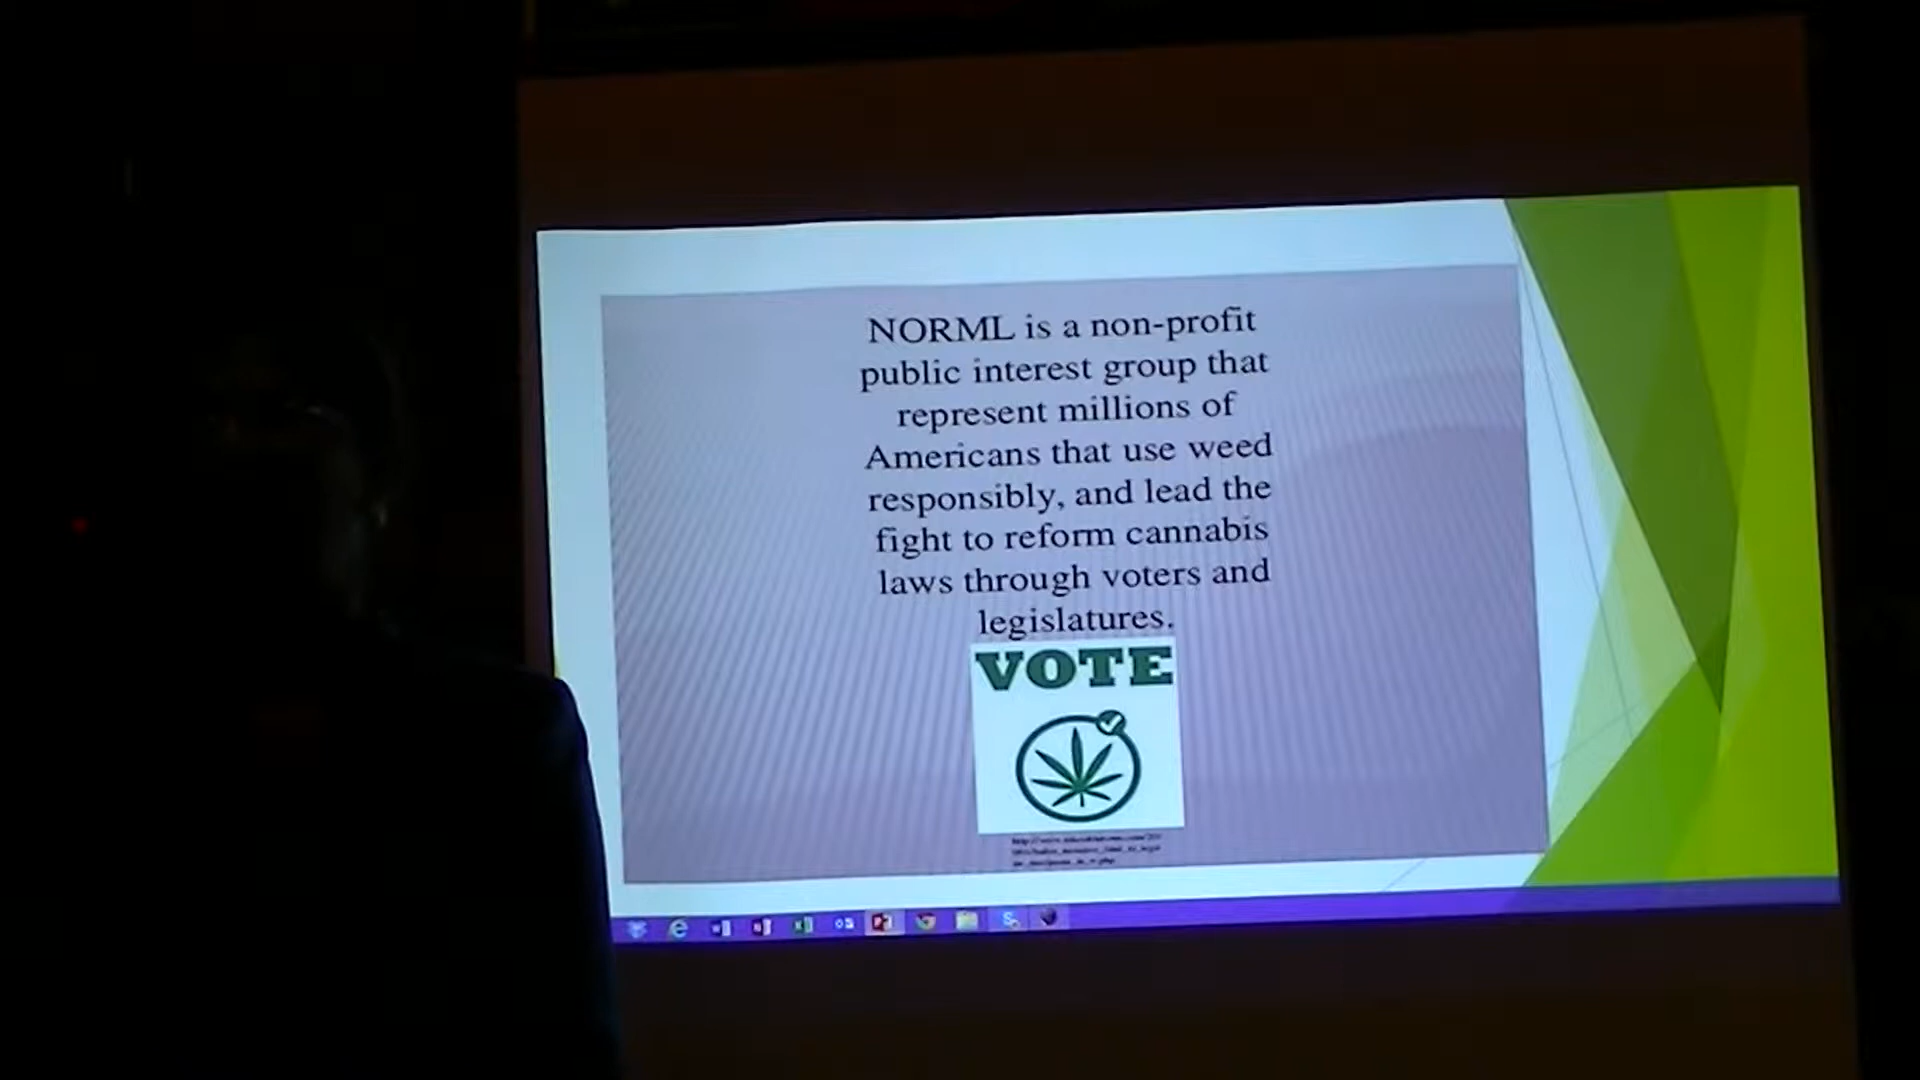 NORML is a non-profit
public interest group that
represent millions of
Americans that use weed
responsibly, and lead the
fight to reform cannabis
laws through voters and
legislatures.
VOTE